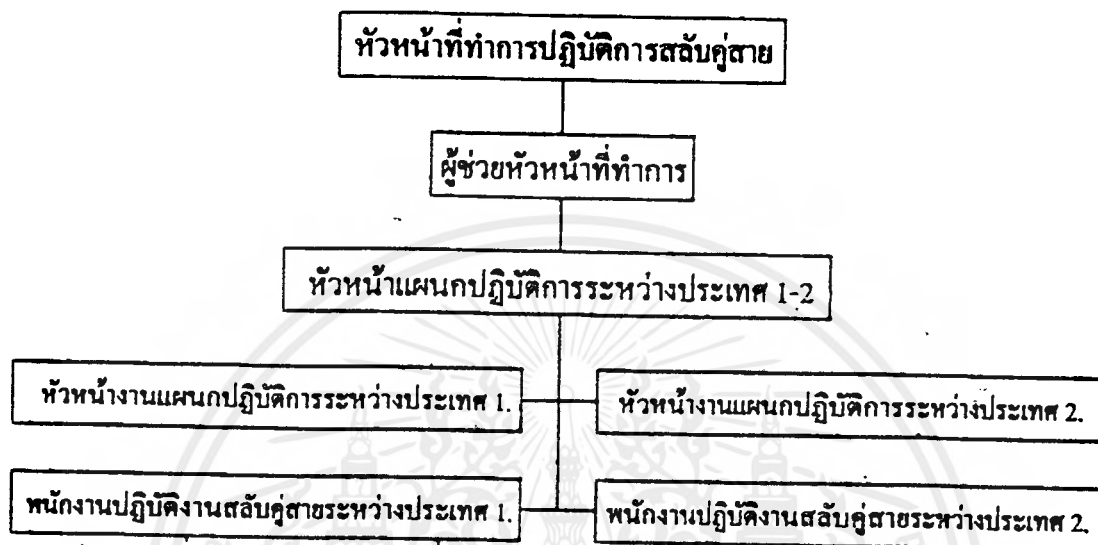 หัวหน้าที่ทำการปฏิบัติการสลับคู่สาย
ผู้ช่วยหัวหน้าที่ทำการ
หัวหน้าแผนกปฏิบัติการระหว่างประเทศ 1-2
หัวหน้างานแผนกปฏิบัติการระหว่างประเทศ 1.
หัวหน้างานแผนกปฏิบัติการระหว่างประเทศ 2.
พนักงานปฏิบัติงานสลับคู่สายระหว่างประเทศ 1.
พนักงานปฏิบัติงานสลับคู่สายระหว่างประเทศ 2.